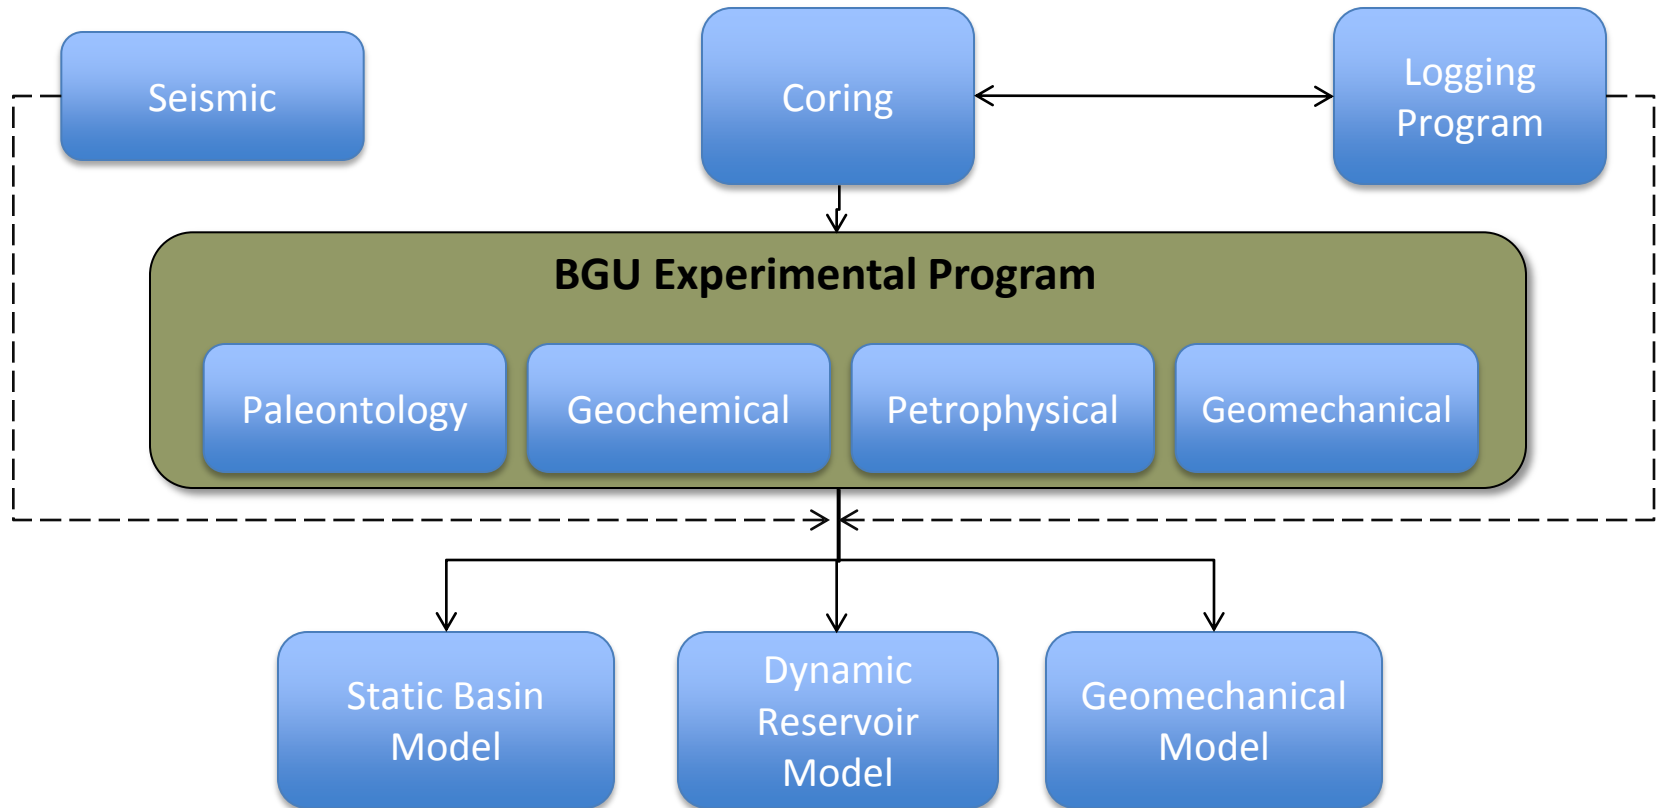 Seismic
Coring
Logging
Program
BGU Experimental Program
Paleontology
Geochemical
Petrophysical
Geomechanical
Static Basin
Model
Dynamic
Reservoir
Model
Geomechanical
Model